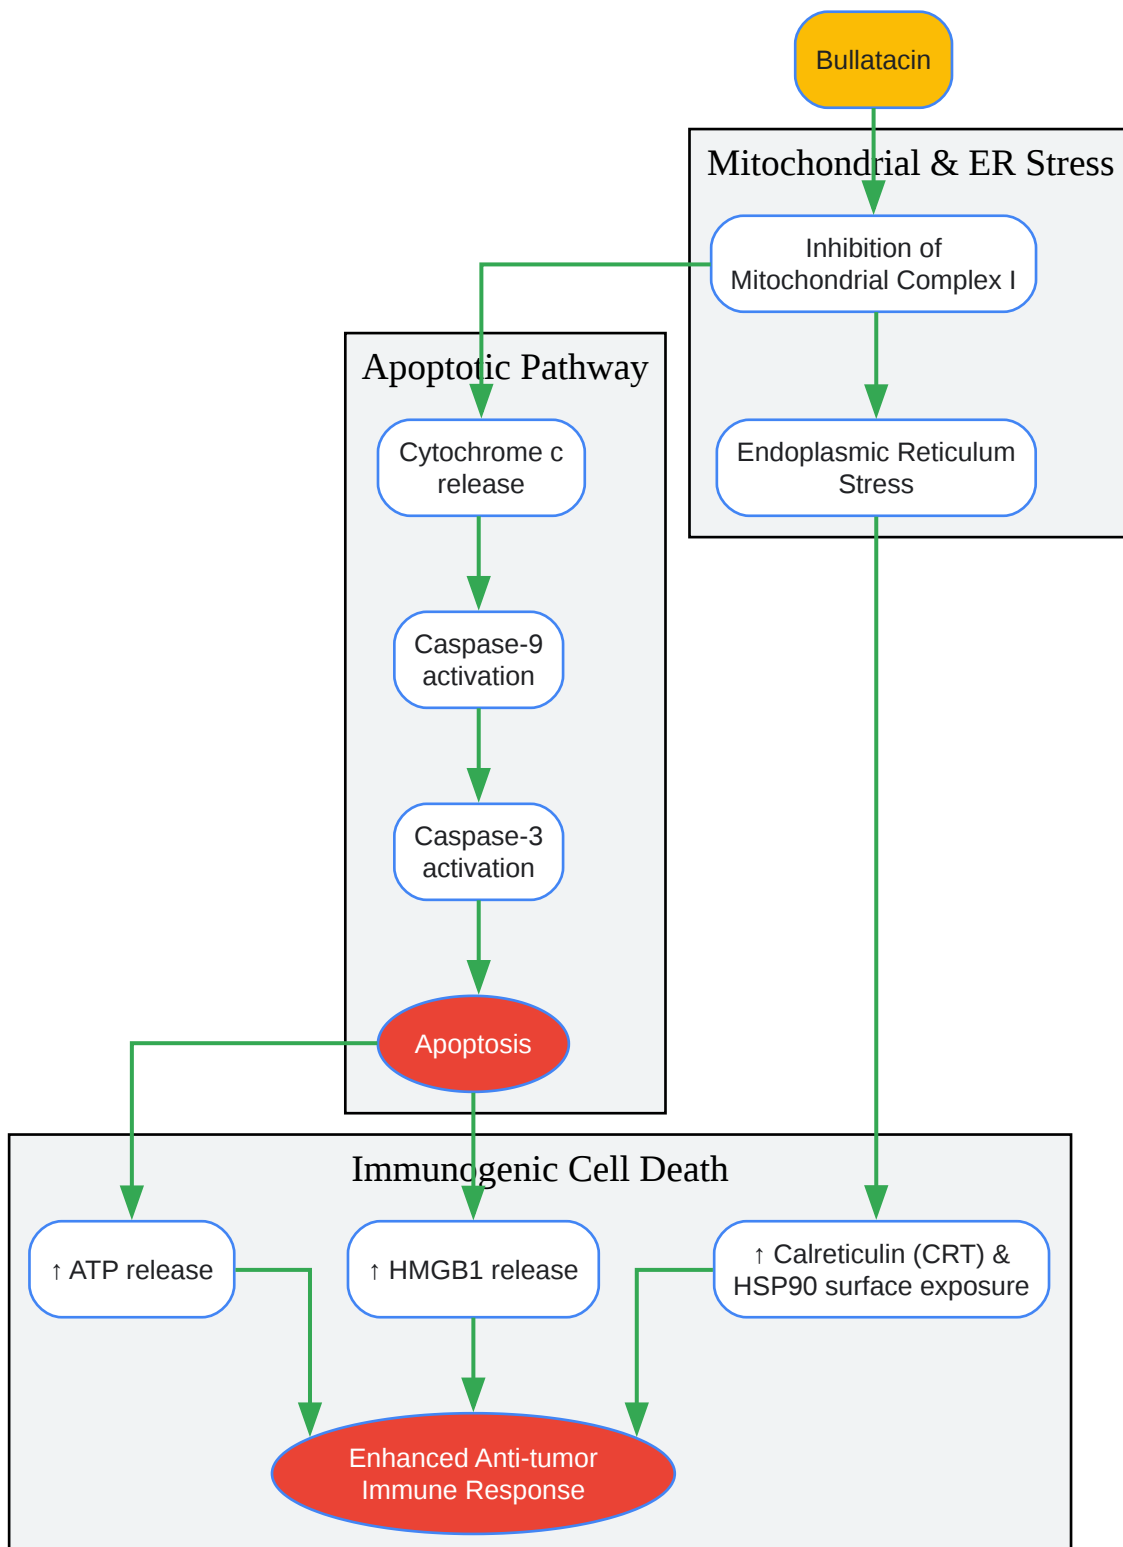 Bullatacin
Mitochondrial & ER Stress
Inhibition of
Mitochondrial Complex I
Apoptotic Pathway
Cytochrome c
release
Endoplasmic Reticulum
Stress
Caspase-9
activation
Caspase-3
activation
Apoptosis
Immunogenic Cell Death
↑ ATP release
↑ HMGB1 release
↑ Calreticulin (CRT) &
HSP90 surface exposure
Enhanced Anti-tumor
Immune Response